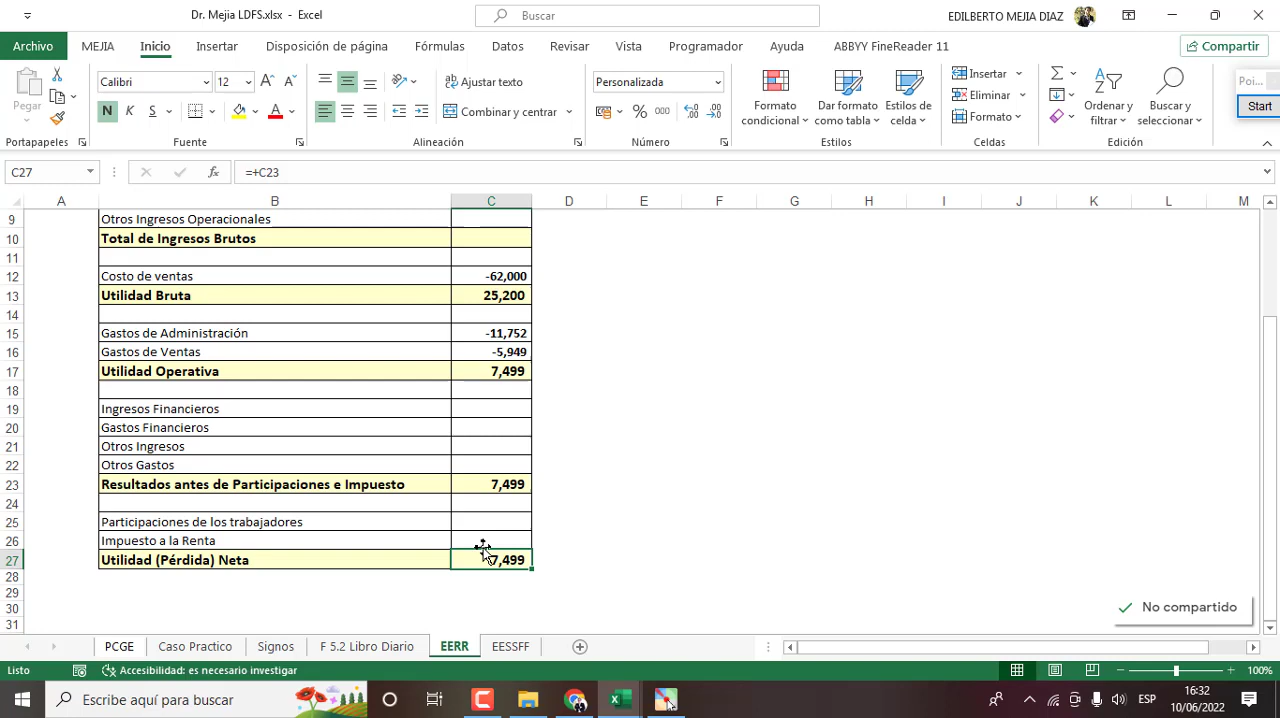 Dr. Mejia LDFS.xlsx - Excel
Buscar
EDILBERTO MEJIA DIAZ
Archivo MEJIA Inicio Insertar Disposición de página Fórmulas Datos Revisar Vista Programador Ayuda ABBYY FineReader 11 Compartir
Pegar
Calibri 12
Ajustar texto
Personalizada
N K S
Combinar y centrar
% 000
Formato condicional
Dar formato como tabla
Estilos de celda
Insertar
Eliminar
Formato
Ordenar y filtrar
Buscar y seleccionar
Poi...
Start
Portapapeles Fuente Alineación Número Estilos Celdas Edición
C27 fx =+C23
A B C D E F G H I J K L M
9 Otros Ingresos Operacionales
10 Total de Ingresos Brutos
11
12 Costo de ventas -62,000
13 Utilidad Bruta 25,200
14
15 Gastos de Administración -11,752
16 Gastos de Ventas -5,949
17 Utilidad Operativa 7,499
18
19 Ingresos Financieros
20 Gastos Financieros
21 Otros Ingresos
22 Otros Gastos
23 Resultados antes de Participaciones e Impuesto 7,499
24
25 Participaciones de los trabajadores
26 Impuesto a la Renta
27 Utilidad (Pérdida) Neta 7,499
28
29
30
31
No compartido
PCGE Caso Practico Signos F 5.2 Libro Diario EERR EESSFF
Listo Accesibilidad: es necesario investigar 100%
Escribe aquí para buscar
ESP
16:32
10/06/2022